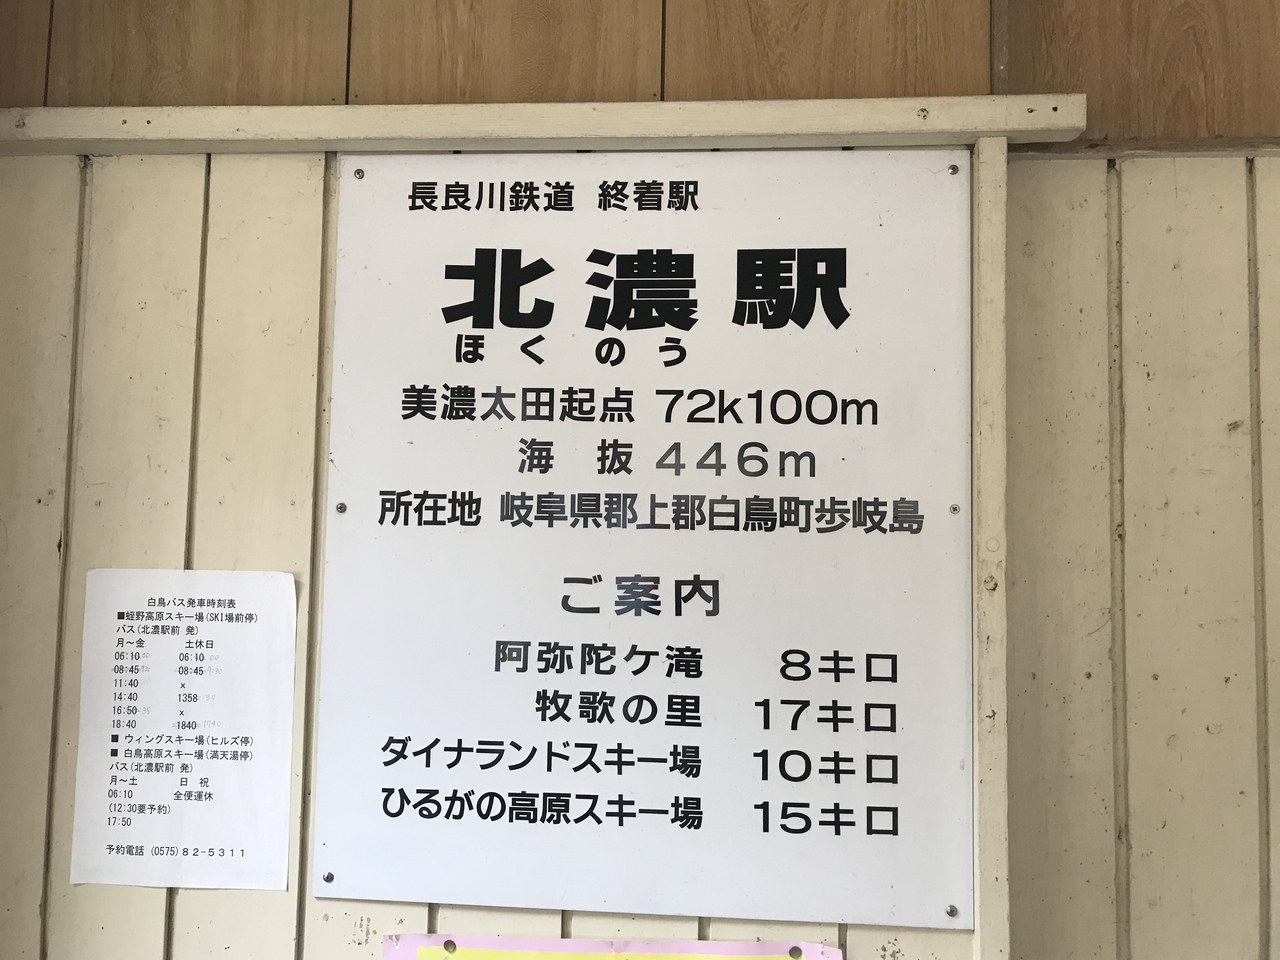 長良川鉄道 終着駅
北濃駅
ほくのう
美濃太田起点 72k100m
海 抜 446m
所在地 岐阜県郡上郡白鳥町歩岐島
ご案内
阿弥陀ケ滝 8キロ
牧歌の里 17キロ
ダイナランドスキー場 10キロ
ひるがの高原スキー場 15キロ
白鳥バス発車時刻表
■蛭野高原スキー場(SKI場前停)
バス(北濃駅前 発)
月～金 土休日
06:10 06:10
08:45 08:45
11:40 x
14:40 1358
16:50 x
18:40 1840
■ ウィングスキー場(ヒルズ停)
■ 白鳥高原スキー場(満天湯停)
バス(北濃駅前 発)
月～土 日 祝
06:10 全便運休
(12:30要予約)
17:50
予約電話 (0575)82-5311